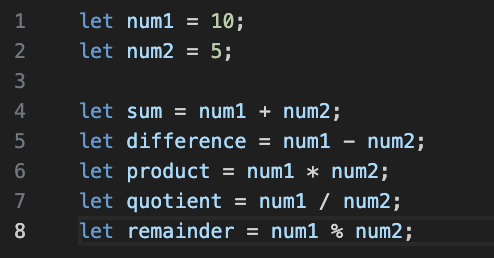 1 let num1 = 10;
2 let num2 = 5;
3
4 let sum = num1 + num2;
5 let difference = num1 - num2;
6 let product = num1 * num2;
7 let quotient = num1 / num2;
8 let remainder = num1 % num2;